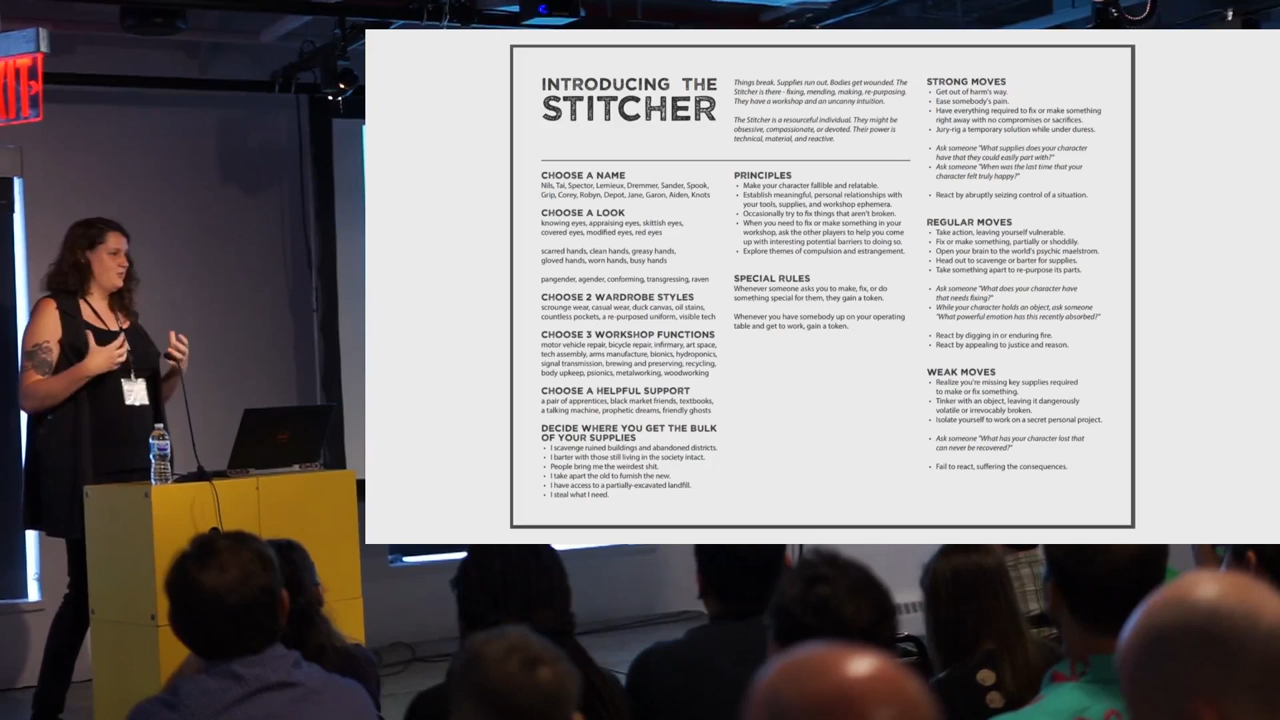 XIT
INTRODUCING THE
STITCHER
Things break. Supplies run out. Bodies get wounded. The
Stitcher is there - fixing, mending, making, re-purposing.
They have a workshop and an uncanny intuition.
The Stitcher is a resourceful individual. They might be
obsessive, compassionate, or devoted. Their power is
technical, material, and reactive.
CHOOSE A NAME
Nils, Tai, Spector, Lemieux, Dremmer, Sander, Spook,
Grip, Corey, Robyn, Depot, Jane, Garon, Aiden, Knots
CHOOSE A LOOK
knowing eyes, appraising eyes, skittish eyes,
covered eyes, modified eyes, red eyes
scarred hands, clean hands, greasy hands,
gloved hands, worn hands, busy hands
pangender, agender, conforming, transgressing, raven
CHOOSE 2 WARDROBE STYLES
scrounge wear, casual wear, duck canvas, oil stains,
countless pockets, a re-purposed uniform, visible tech
CHOOSE 3 WORKSHOP FUNCTIONS
motor vehicle repair, bicycle repair, infirmary, art space,
tech assembly, arms manufacture, bionics, hydroponics,
signal transmission, brewing and preserving, recycling,
body upkeep, psionics, metalworking, woodworking
CHOOSE A HELPFUL SUPPORT
a pair of apprentices, black market friends, textbooks,
a talking machine, prophetic dreams, friendly ghosts
DECIDE WHERE YOU GET THE BULK
OF YOUR SUPPLIES
• I scavenge ruined buildings and abandoned districts.
• I barter with those still living in the society intact.
• People bring me the weirdest shit.
• I take apart the old to furnish the new.
• I have access to a partially-excavated landfill.
• I steal what I need.
PRINCIPLES
• Make your character fallible and relatable.
• Establish meaningful, personal relationships with
your tools, supplies, and workshop ephemera.
• Occasionally try to fix things that aren't broken.
• When you need to fix or make something in your
workshop, ask the other players to help you come
up with interesting potential barriers to doing so.
• Explore themes of compulsion and estrangement.
SPECIAL RULES
Whenever someone asks you to make, fix, or do
something special for them, they gain a token.
Whenever you have somebody up on your operating
table and get to work, gain a token.
STRONG MOVES
• Get out of harm's way.
• Ease somebody's pain.
• Have everything required to fix or make something
right away with no compromises or sacrifices.
• Jury-rig a temporary solution while under duress.
• Ask someone "What supplies does your character
have that they could easily part with?"
• Ask someone "When was the last time that your
character felt truly happy?"
• React by abruptly seizing control of a situation.
REGULAR MOVES
• Take action, leaving yourself vulnerable.
• Fix or make something, partially or shoddily.
• Open your brain to the world's psychic maelstrom.
• Head out to scavenge or barter for supplies.
• Take something apart to re-purpose its parts.
• Ask someone "What does your character have
that needs fixing?"
• While your character holds an object, ask someone
"What powerful emotion has this recently absorbed?"
• React by digging in or enduring fire.
• React by appealing to justice and reason.
WEAK MOVES
• Realize you're missing key supplies required
to make or fix something.
• Tinker with an object, leaving it dangerously
volatile or irrevocably broken.
• Isolate yourself to work on a secret personal project.
• Ask someone "What has your character lost that
can never be recovered?"
• Fail to react, suffering the consequences.